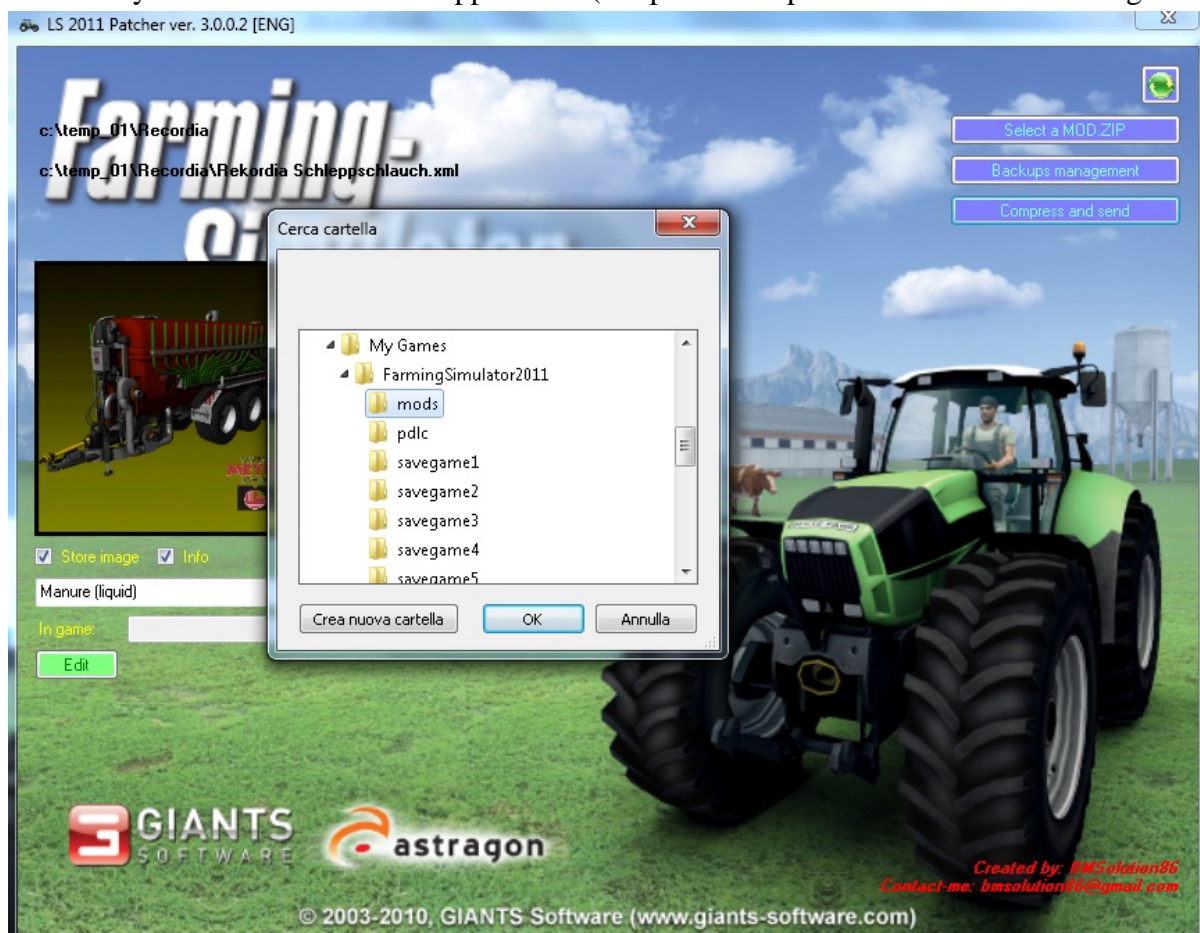 LS 2011 Patcher ver. 3.0.0.2 [ENG]
Farming-
c:\temp_01\Recordia
c:\temp_01\Recordia\Rekordia Schleppschlauch.xml
Select a MOD.ZIP
Backups management
Compress and send
Cerca cartella
My Games
FarmingSimulator2011
mods
pdlc
savegame1
savegame2
savegame3
savegame4
savegame5
Crea nuova cartella
OK
Annulla
Store image
Info
Manure (liquid)
In game:
Edit
GIANTS
SOFTWARE
astragon
Created by: BMSolution86
Contact-me: bmsolution86@gmail.com
© 2003-2010, GIANTS Software (www.giants-software.com)